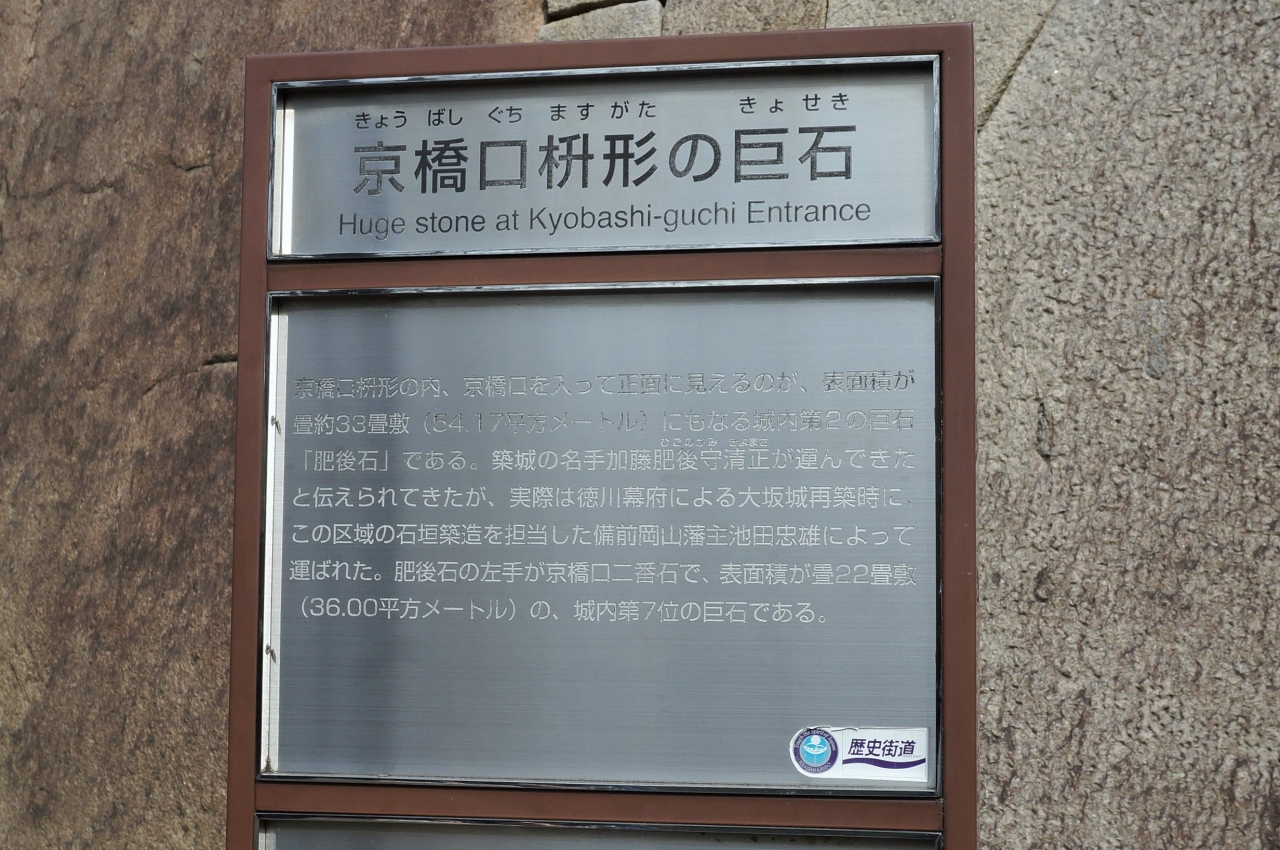 きょう ばし ぐち ますがた きょせき
京橋口枡形の巨石
Huge stone at Kyobashi-guchi Entrance
京橋口枡形の内、京橋口を入って正面に見えるのが、表面積が
畳約33畳敷（54.17平方メートル）にもなる城内第2の巨石
ひごのかみ きよまさ
「肥後石」である。築城の名手加藤肥後守清正が運んできた
と伝えられてきたが、実際は徳川幕府による大坂城再築時に、
この区域の石垣築造を担当した備前岡山藩主池田忠雄によって
運ばれた。肥後石の左手が京橋口二番石で、表面積が畳22畳敷
（36.00平方メートル）の、城内第7位の巨石である。
歴史街道